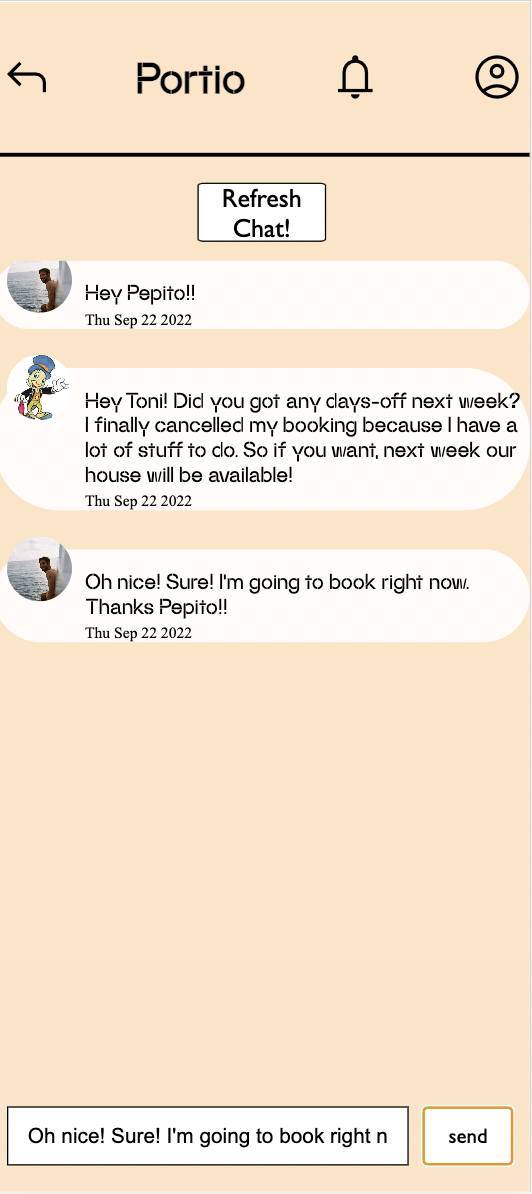 Portio
Refresh
Chat!
Hey Pepito!!
Thu Sep 22 2022
Hey Toni! Did you got any days-off next week?
I finally cancelled my booking because I have a
lot of stuff to do. So if you want, next week our
house will be available!
Thu Sep 22 2022
Oh nice! Sure! I'm going to book right now.
Thanks Pepito!!
Thu Sep 22 2022
Oh nice! Sure! I'm going to book right n
send